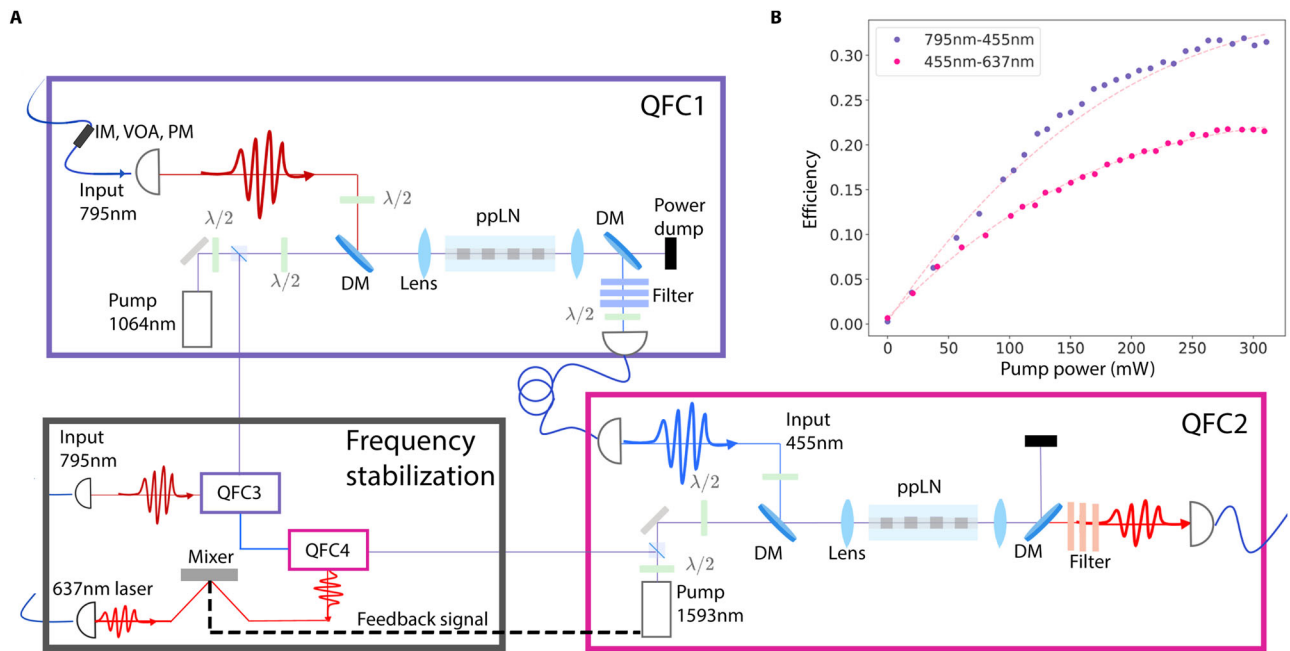 A
QFC1
IM, VOA, PM
Input
795nm
λ/2
λ/2
λ/2
Pump
1064nm
DM
Lens
ppLN
DM
Power
dump
Filter
λ/2
B
Efficiency
0.30
0.25
0.20
0.15
0.10
0.05
0.00
795nm-455nm
455nm-637nm
0
50
100
150
200
250
300
Pump power (mW)
Frequency
stabilization
Input
795nm
QFC3
QFC4
Mixer
637nm laser
Feedback signal
QFC2
Input
455nm
λ/2
λ/2
Pump
1593nm
DM
Lens
ppLN
DM
Filter